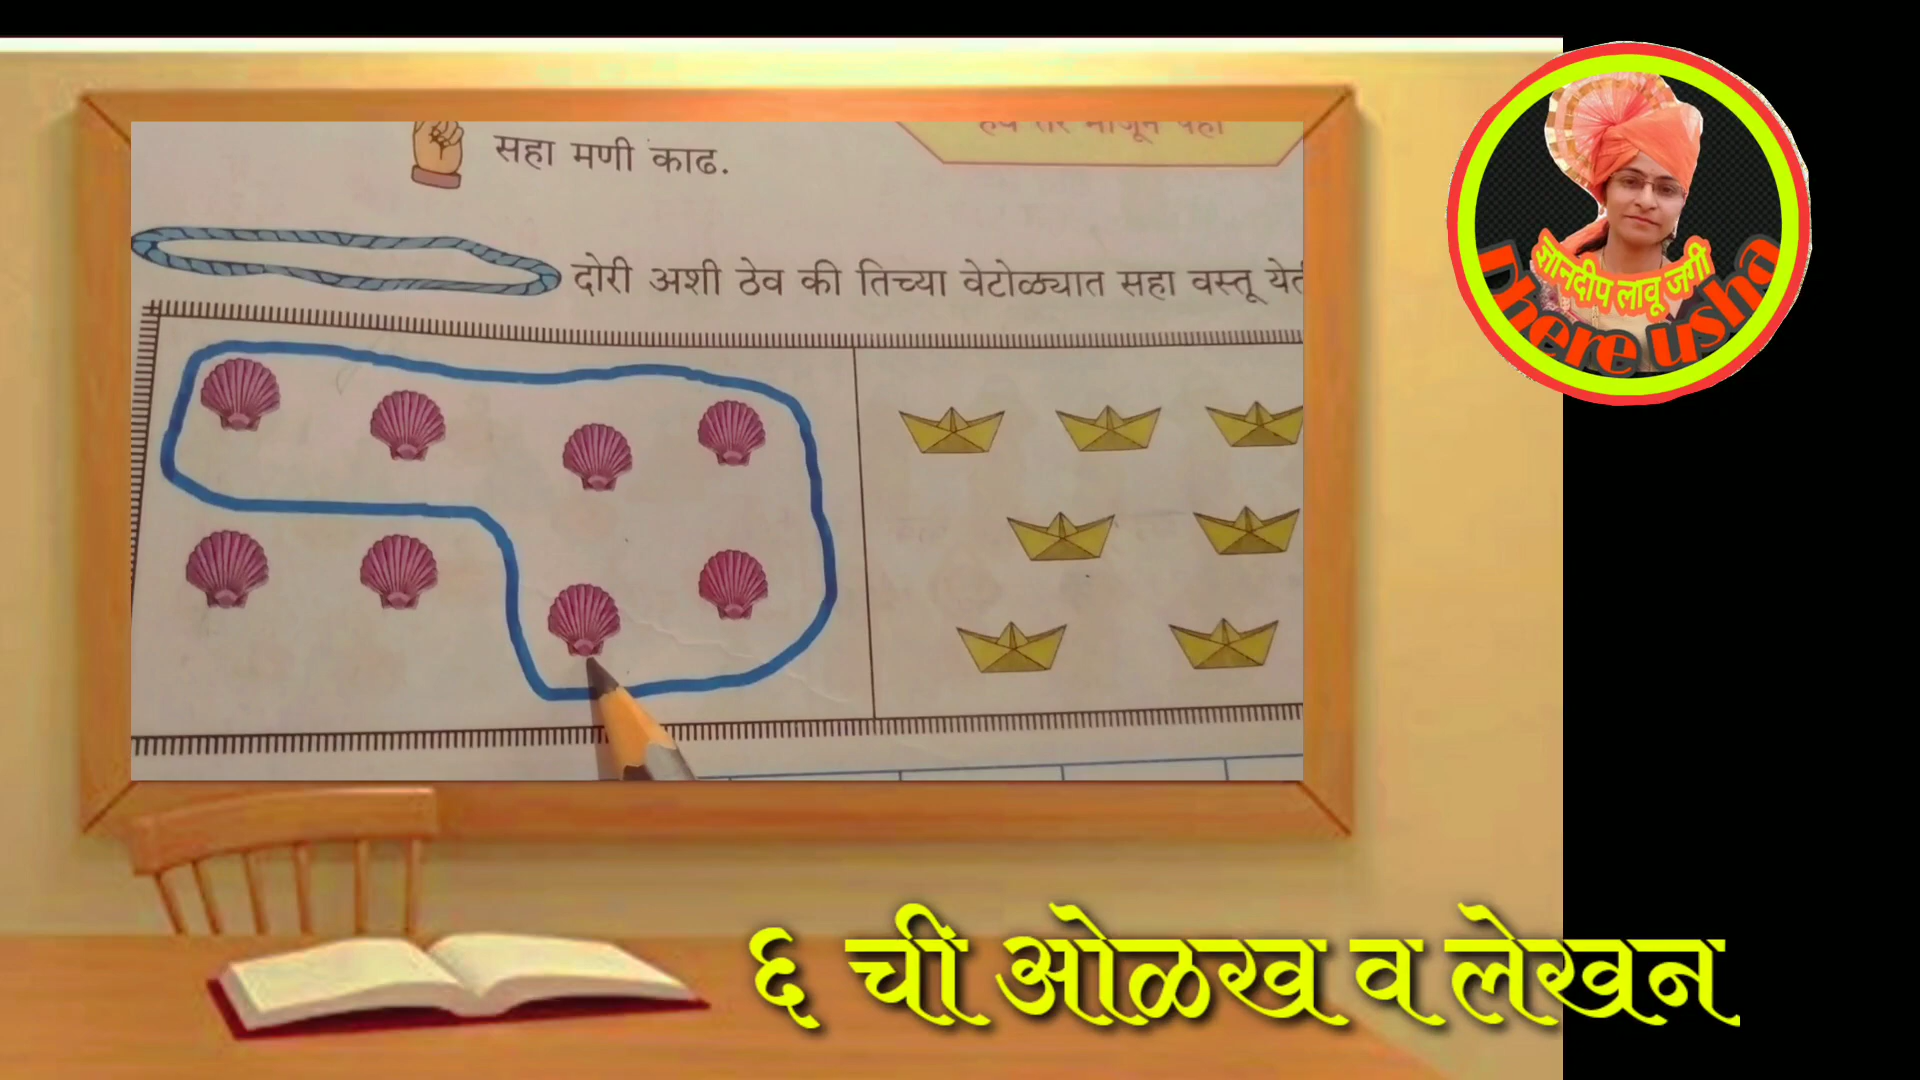 सहा मणी काढ.
दोरी अशी ठेव की तिच्या वेटोळ्यात सहा वस्तू
ज्ञानदीप लावू जगी
Dhere usha
६ ची ओळख व लेखन